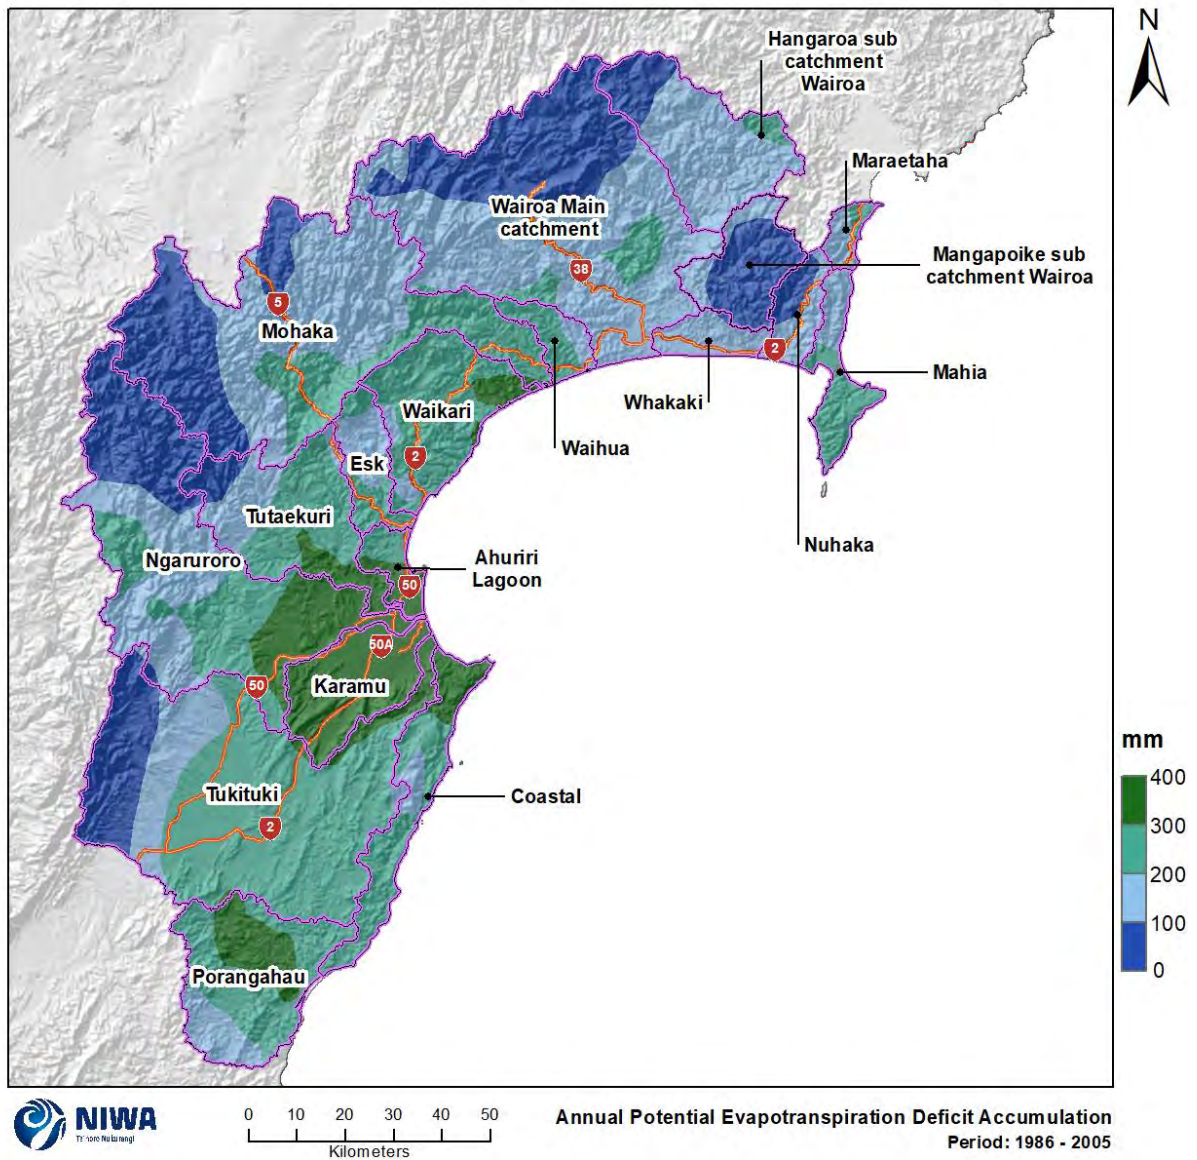 N
Hangaroa sub
catchment
Wairoa
Maraetaha
Wairoa Main
catchment
Mangapoike sub
catchment Wairoa
38
5
Mohaka
2
Mahia
Whakaki
Waikari
Waihua
Esk
2
Tutaekuri
Nuhaka
Ngaruroro
Ahuriri
Lagoon
50
50A
50
Karamu
mm
400
300
200
100
0
Tukituki
Coastal
2
Porangahau
NIWA
Taihoro Nukurangi
0 10 20 30 40 50
Kilometers
Annual Potential Evapotranspiration Deficit Accumulation
Period: 1986 - 2005